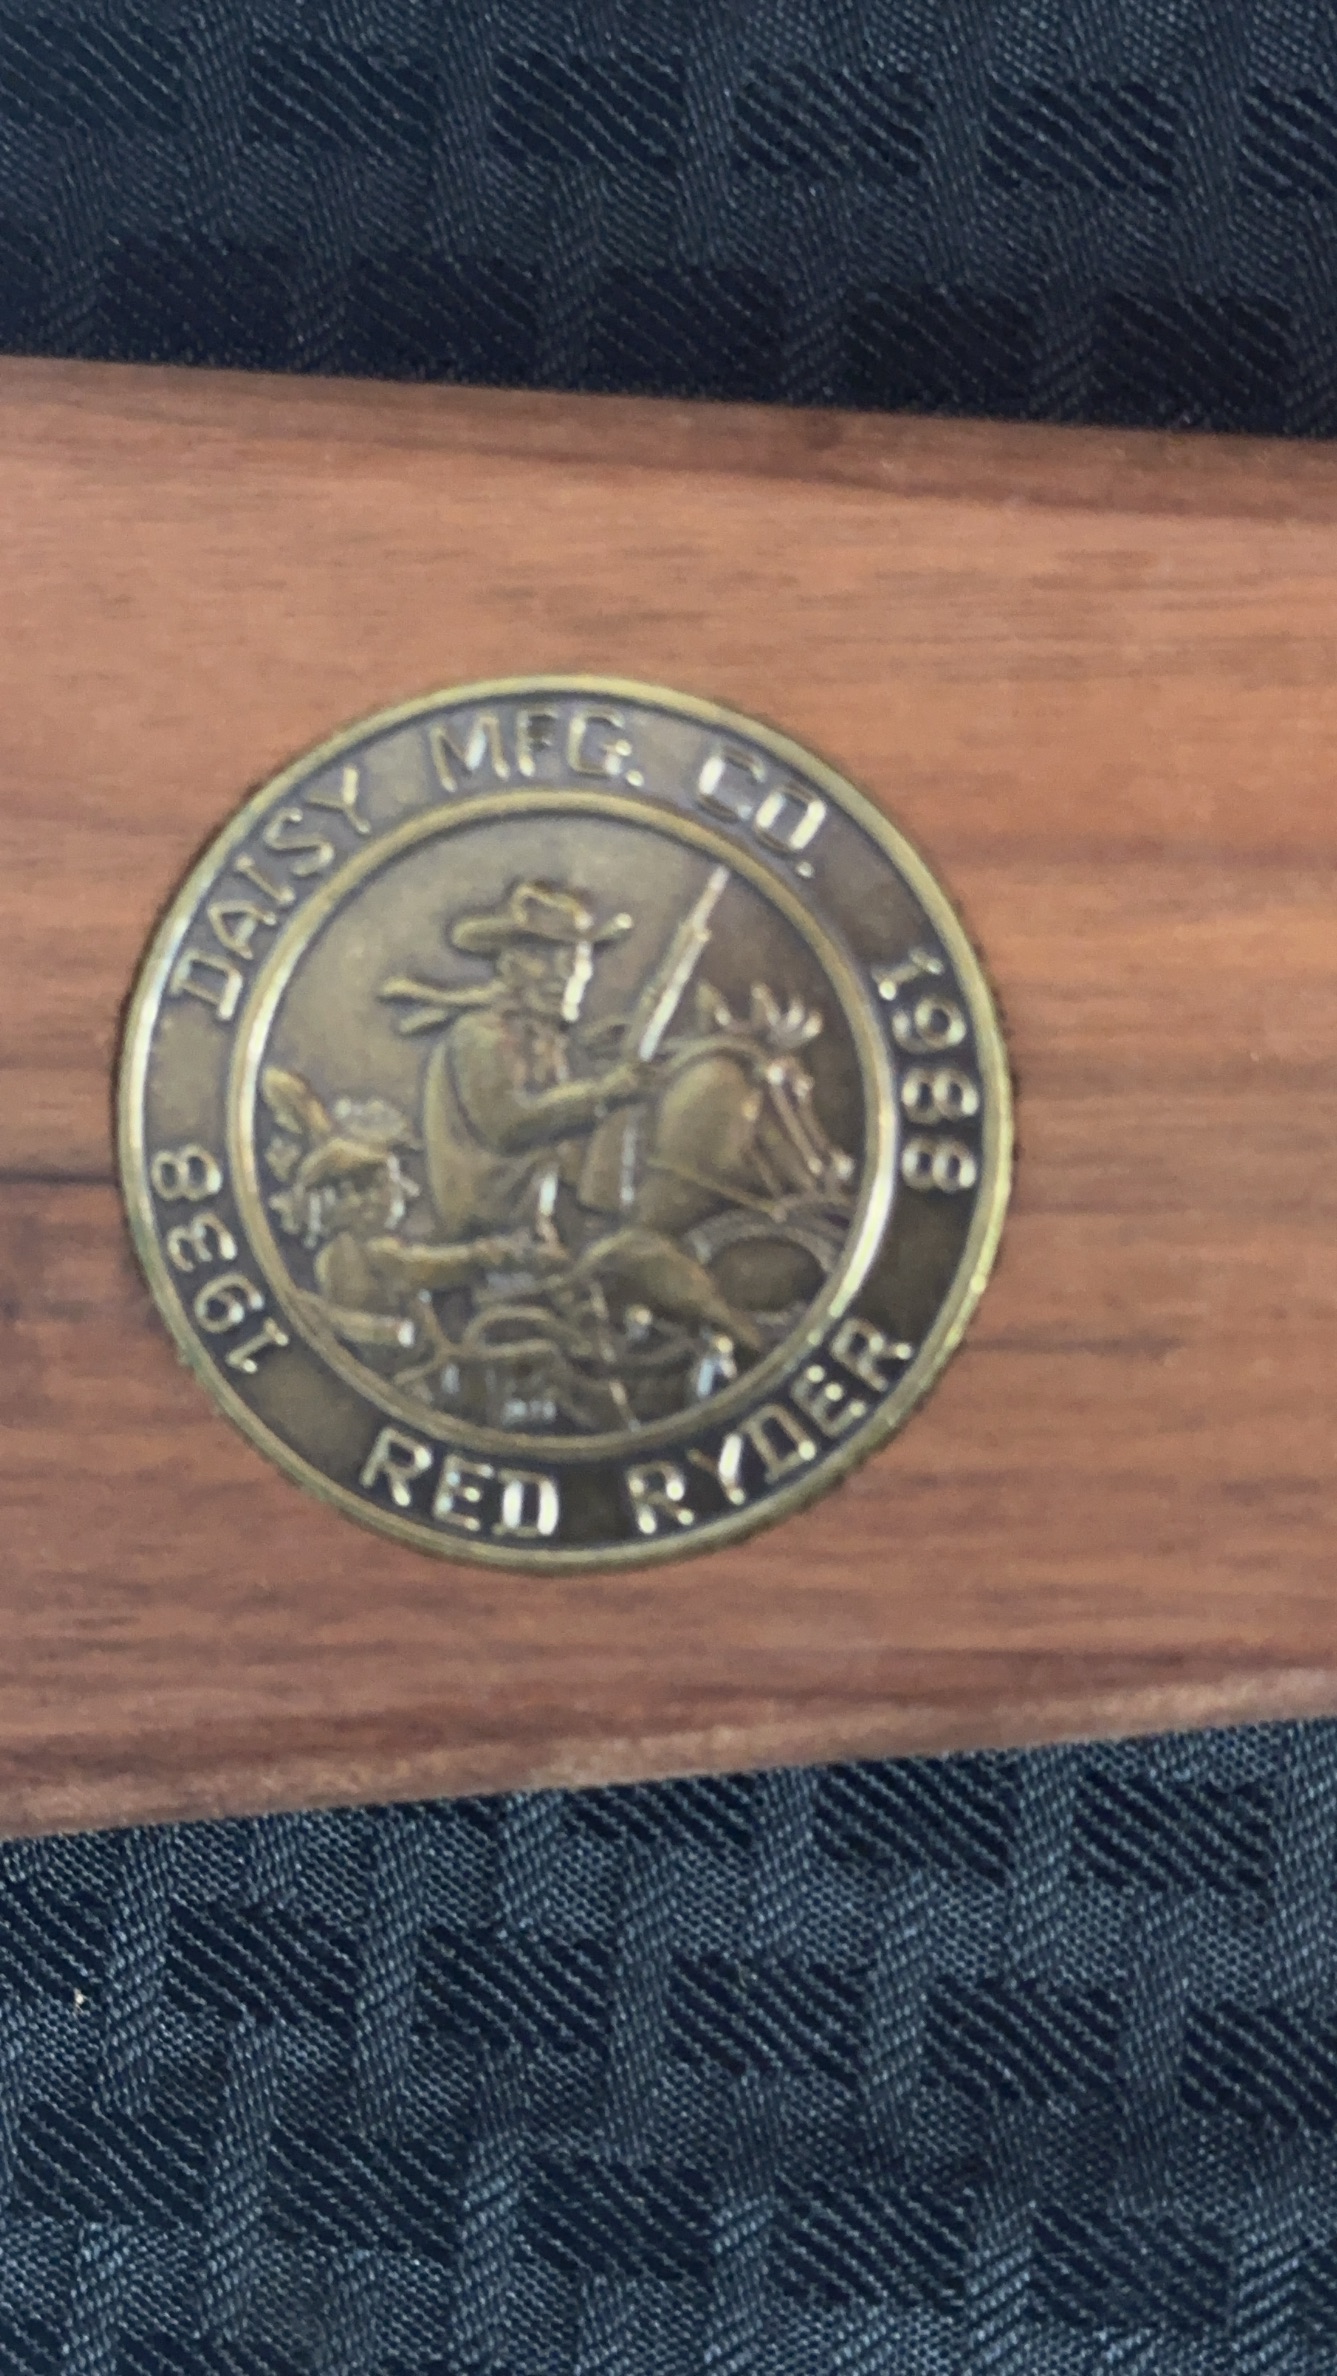 DAISY MFG. CO.
1938
1988
RED RYDER